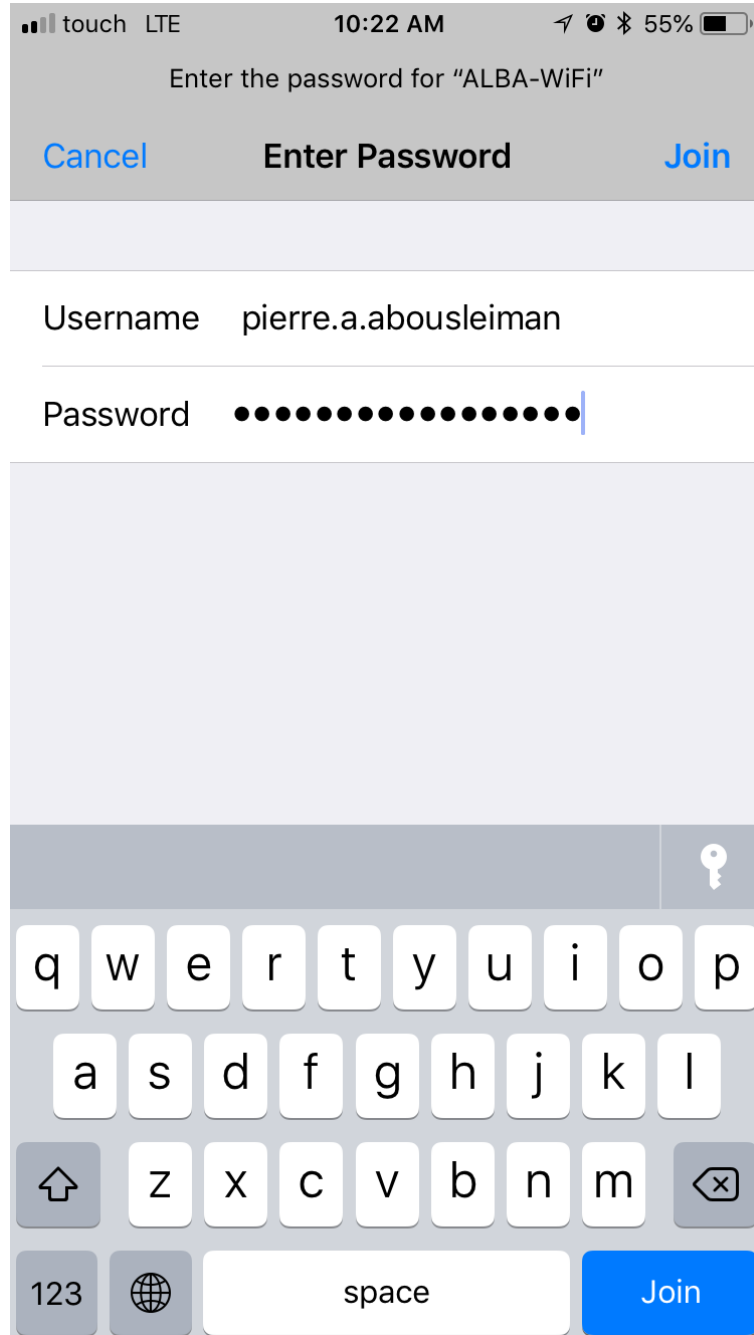 touch LTE 10:22 AM 55%
Enter the password for “ALBA-WiFi”
Cancel Enter Password Join
Username pierre.a.abousleiman
Password •••••••••••••••••
q w e r t y u i o p
a s d f g h j k l
z x c v b n m
123 space Join